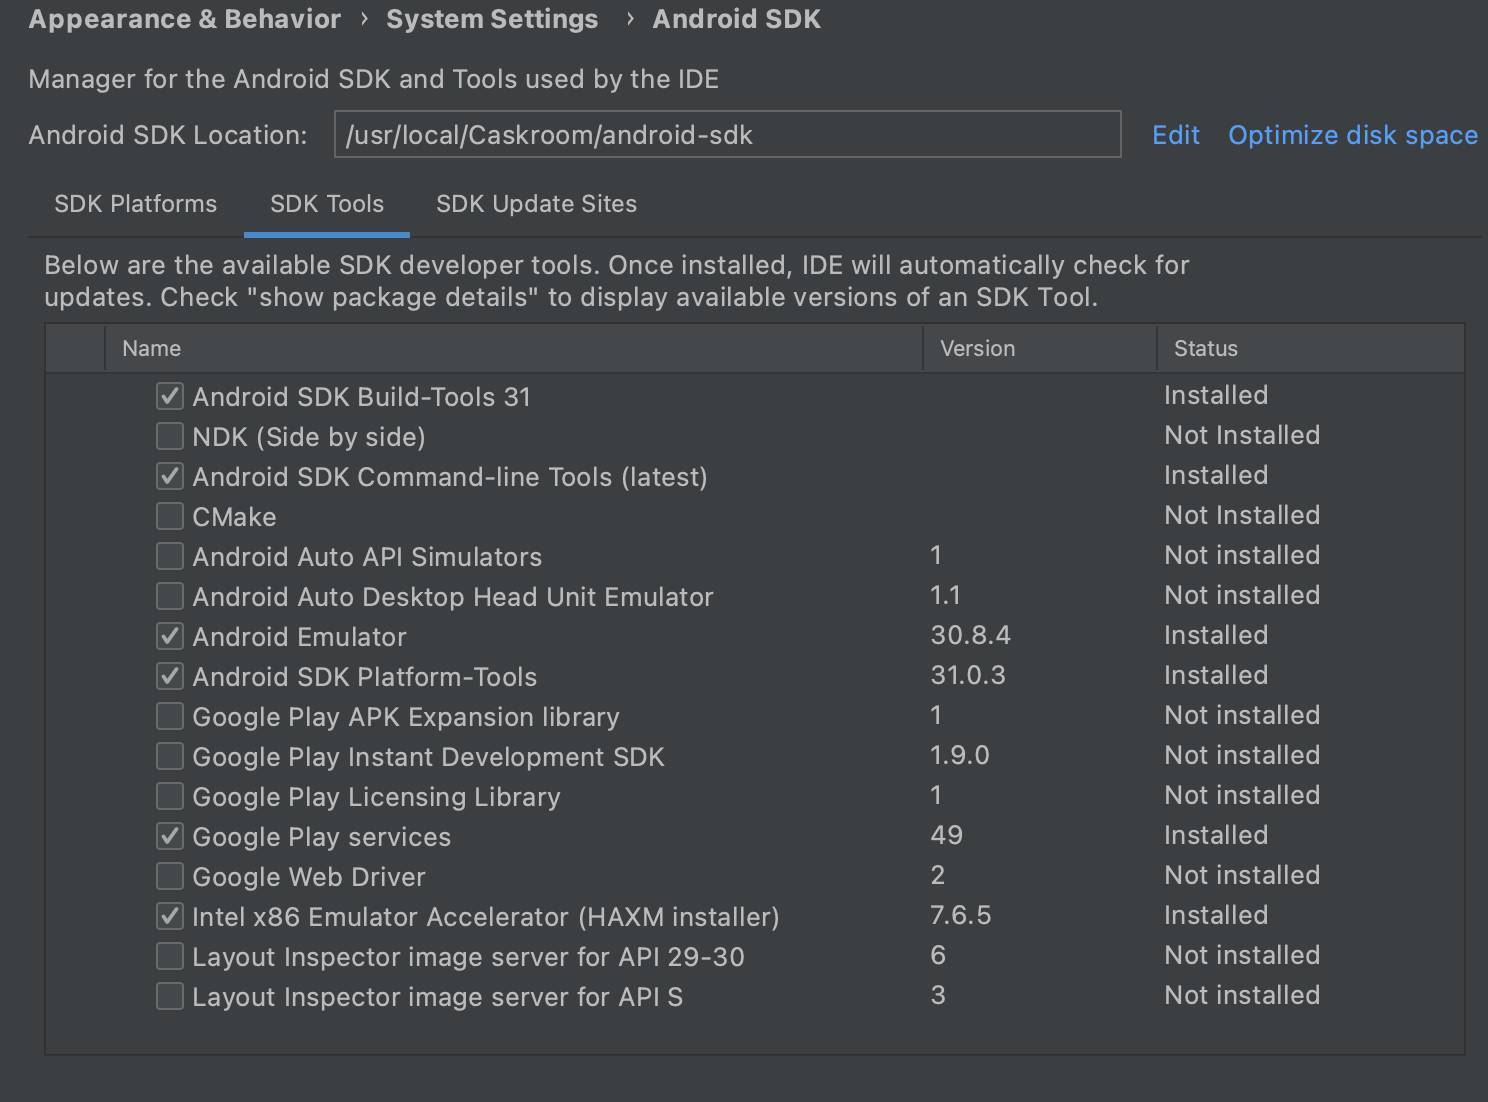 Appearance & Behavior › System Settings › Android SDK
Manager for the Android SDK and Tools used by the IDE
Android SDK Location: /usr/local/Caskroom/android-sdk Edit Optimize disk space
SDK Platforms SDK Tools SDK Update Sites
Below are the available SDK developer tools. Once installed, IDE will automatically check for
updates. Check "show package details" to display available versions of an SDK Tool.
Name Version Status
Android SDK Build-Tools 31 Installed
NDK (Side by side) Not Installed
Android SDK Command-line Tools (latest) Installed
CMake Not Installed
Android Auto API Simulators 1 Not installed
Android Auto Desktop Head Unit Emulator 1.1 Not installed
Android Emulator 30.8.4 Installed
Android SDK Platform-Tools 31.0.3 Installed
Google Play APK Expansion library 1 Not installed
Google Play Instant Development SDK 1.9.0 Not installed
Google Play Licensing Library 1 Not installed
Google Play services 49 Installed
Google Web Driver 2 Not installed
Intel x86 Emulator Accelerator (HAXM installer) 7.6.5 Installed
Layout Inspector image server for API 29-30 6 Not installed
Layout Inspector image server for API S 3 Not installed